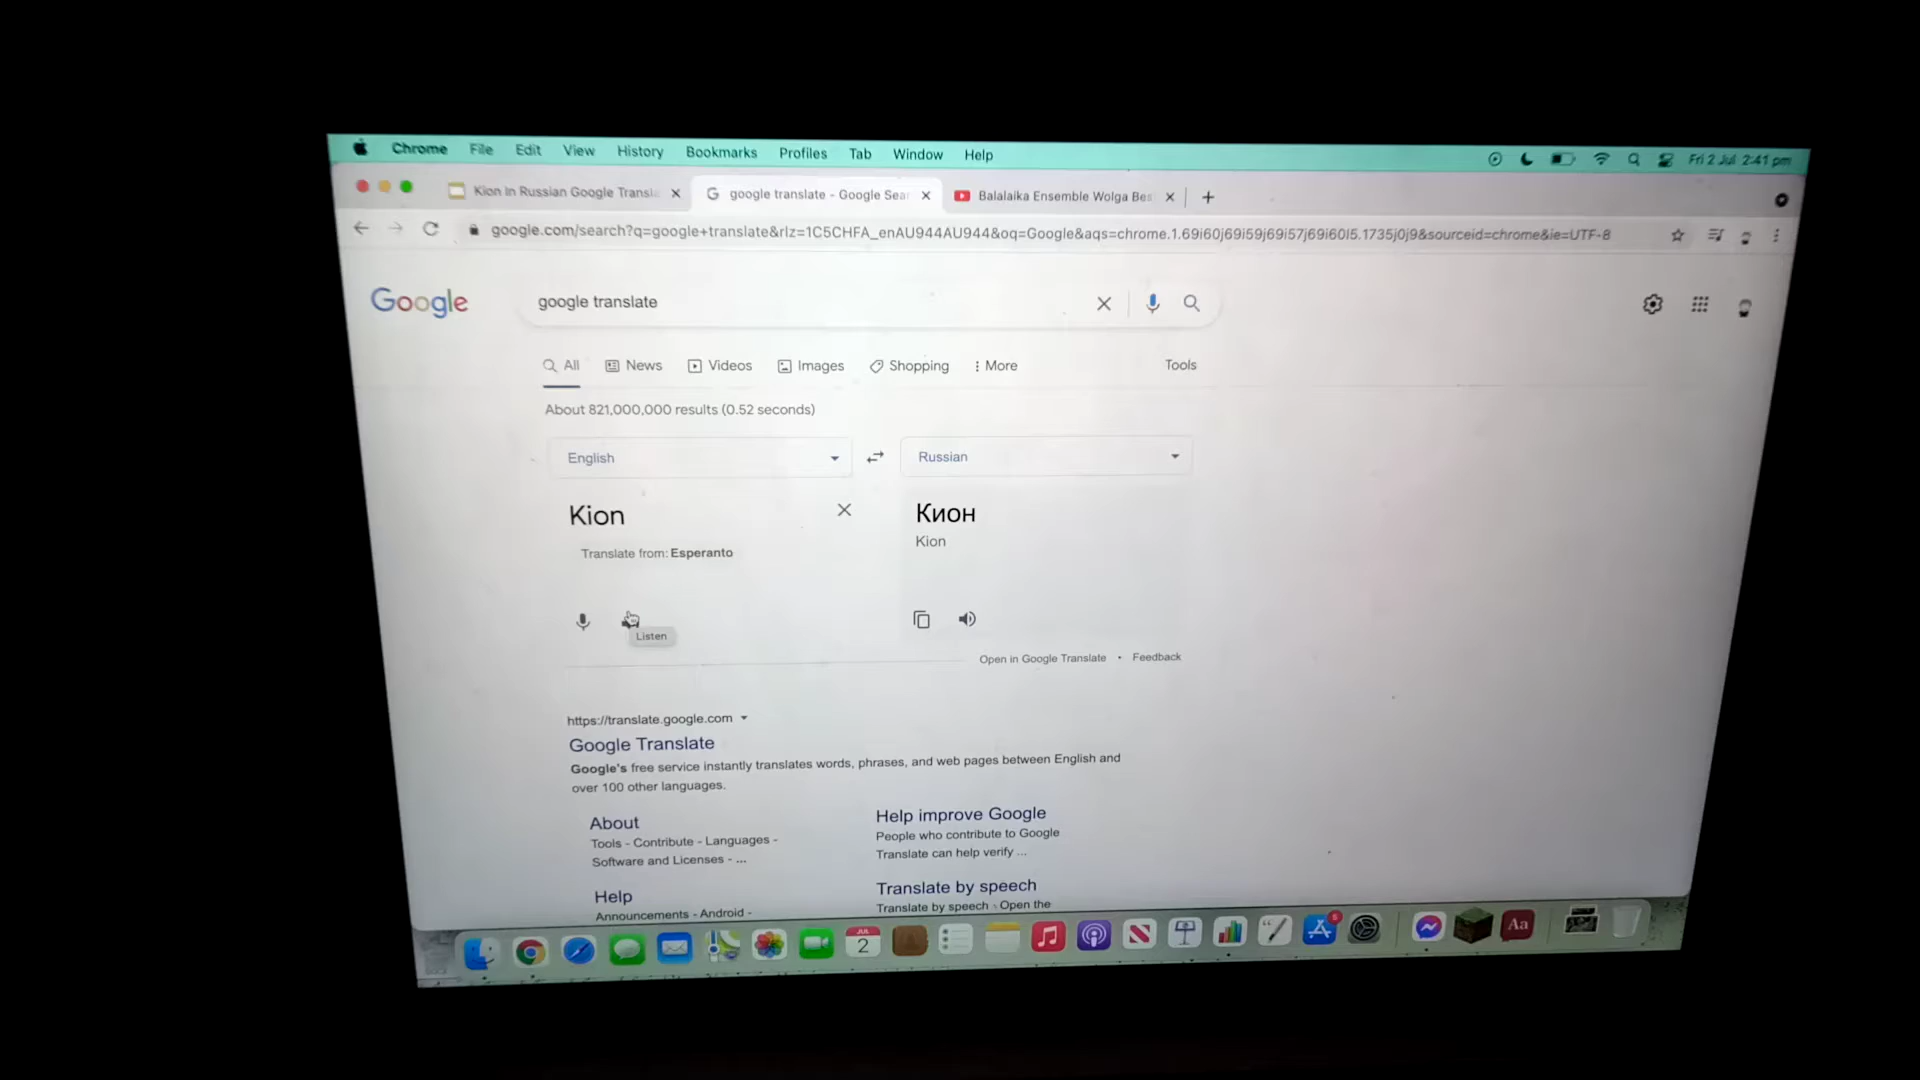 Chrome File Edit View History Bookmarks Profiles Tab Window Help
Fri 2 Jul 2:41 pm
Kion in Russian Google Transla
google translate - Google Sear
Balalaika Ensemble Wolga Bes
google.com/search?q=google+translate&rlz=1C5CHFA_enAU944AU944&oq=Google&aqs=chrome.1.69i60j69i59j69i57j69i60l5.1735j0j9&sourceid=chrome&ie=UTF-8
Google
google translate
All News Videos Images Shopping More Tools
About 821,000,000 results (0.52 seconds)
English Russian
Kion Кион
Kion
Translate from: Esperanto
Listen
Open in Google Translate • Feedback
https://translate.google.com
Google Translate
Google's free service instantly translates words, phrases, and web pages between English and
over 100 other languages.
About
Tools - Contribute - Languages -
Software and Licenses - ...
Help improve Google
People who contribute to Google
Translate can help verify ...
Help
Announcements - Android -
Translate by speech
Translate by speech · Open the
JUL
2
5
Aa